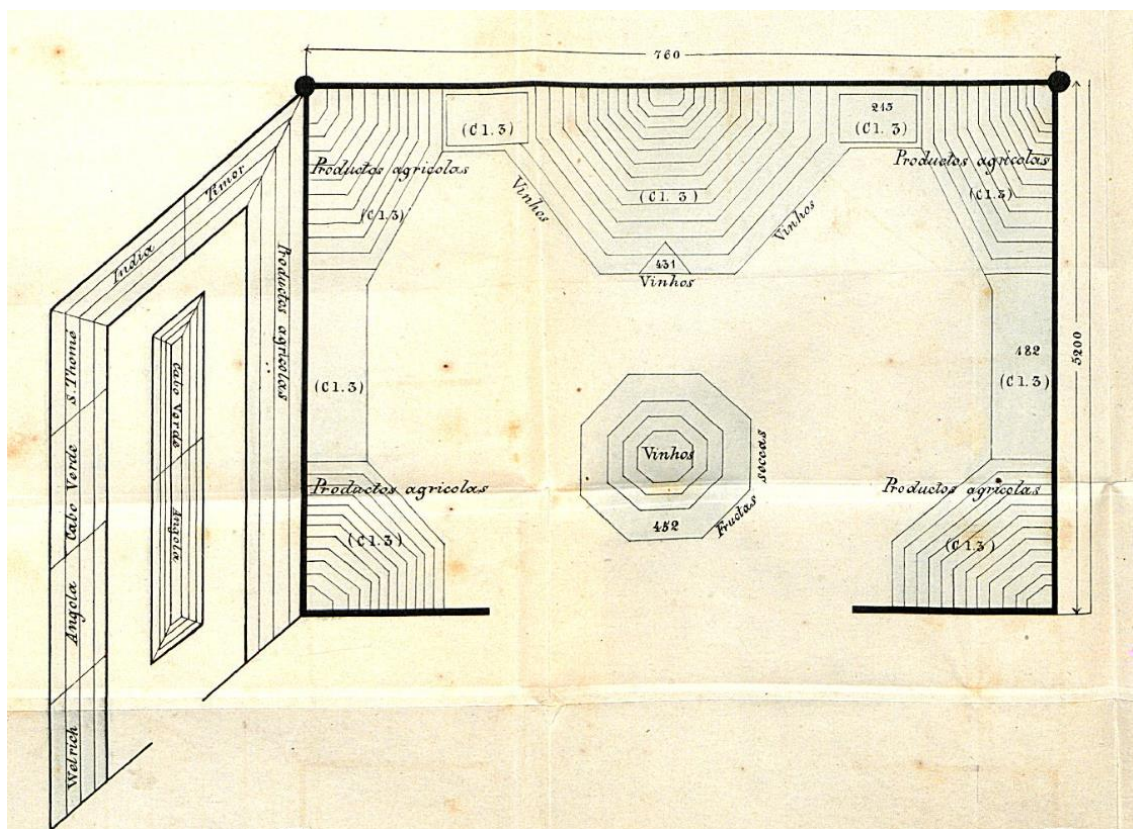 760
213
(Cl. 3)
(Cl. 3)
Productos agricolas
(Cl. 3)
Vinhos
(Cl. 3)
Vinhos
Productos agricolas
(Cl. 3)
431
Vinhos
Timor
India
Productos agricolas
S. Thomé
Cabo Verde
Angola
Welrich
Cabo Verde
Angola
(Cl. 3)
482
(Cl. 3)
5200
Vinhos
452
Fructas seccas
Productos agricolas
(Cl. 3)
Productos agricolas
(Cl. 3)